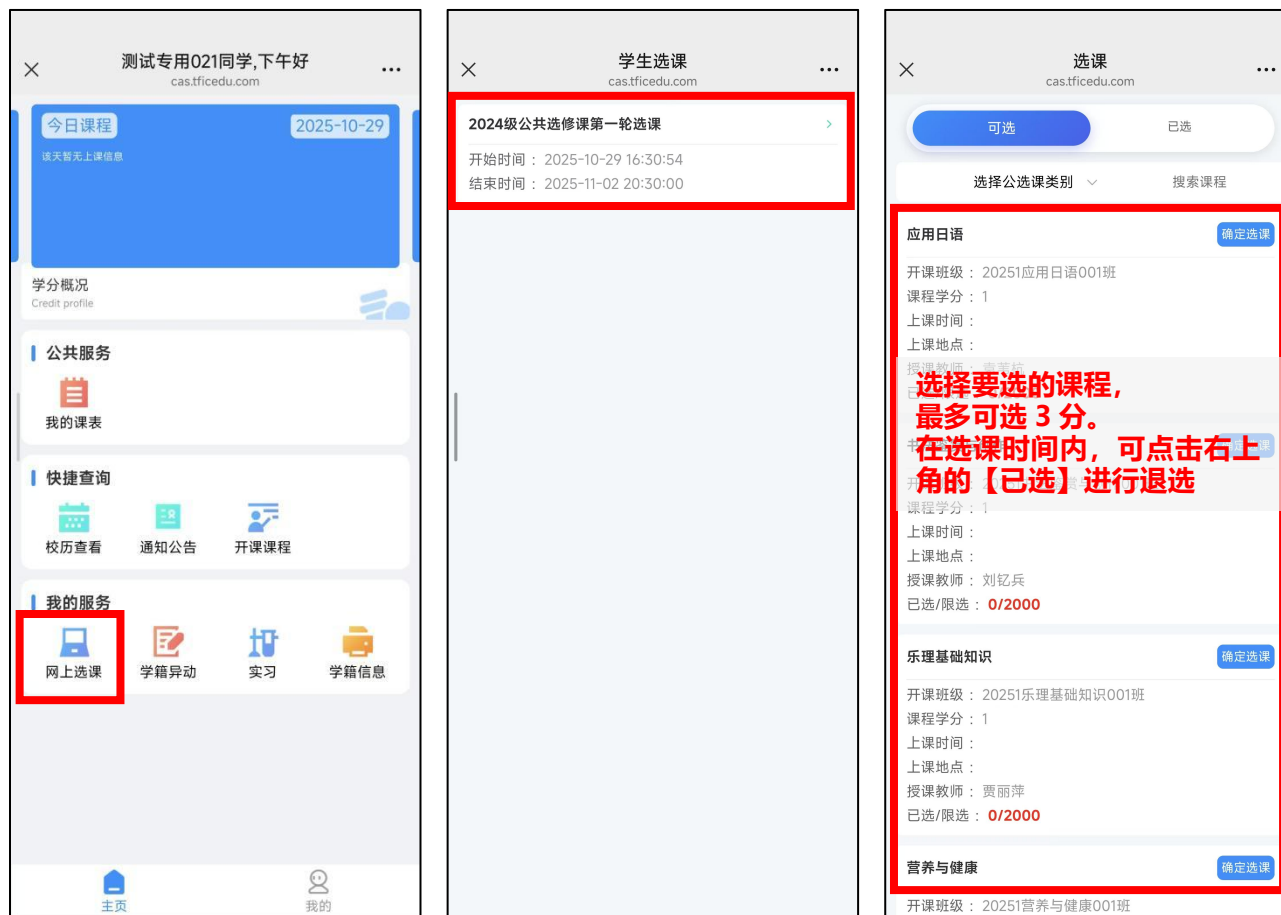 测试专用021同学,下午好
cas.tficedu.com
今日课程
2025-10-29
该天暂无上课信息
学分概况
Credit profile
公共服务
我的课表
快捷查询
校历查看
通知公告
开课课程
我的服务
网上选课
学籍异动
实习
学籍信息
主页
我的
学生选课
cas.tficedu.com
2024级公共选修课第一轮选课
开始时间： 2025-10-29 16:30:54
结束时间： 2025-11-02 20:30:00
选课
cas.tficedu.com
可选
已选
选择公选课类别
搜索课程
应用日语
确定选课
开课班级： 20251应用日语001班
课程学分： 1
上课时间：
上课地点：
授课教师：
选择要选的课程，
最多可选 3 分。
在选课时间内，可点击右上
角的【已选】进行退选
课程学分： 1
上课时间：
上课地点：
授课教师： 刘钇兵
已选/限选： 0/2000
乐理基础知识
确定选课
开课班级： 20251乐理基础知识001班
课程学分： 1
上课时间：
上课地点：
授课教师： 贾丽萍
已选/限选： 0/2000
营养与健康
确定选课
开课班级： 20251营养与健康001班